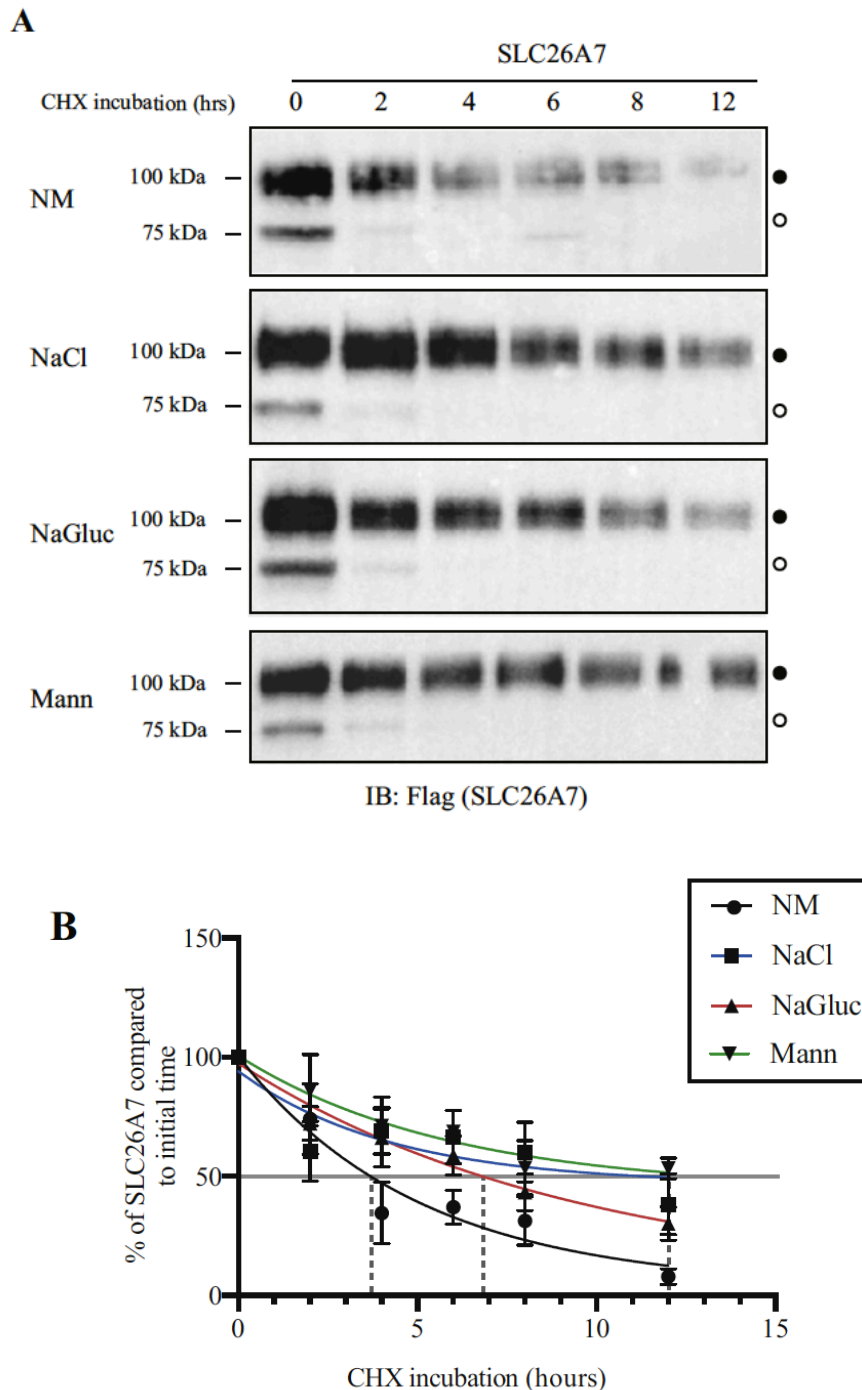 A
SLC26A7
CHX incubation (hrs) 0 2 4 6 8 12
NM
100 kDa
75 kDa
NaCl
100 kDa
75 kDa
NaGluc
100 kDa
75 kDa
Mann
100 kDa
75 kDa
IB: Flag (SLC26A7)
B
NM
NaCl
NaGluc
Mann
% of SLC26A7 compared
to initial time
150
100
50
0
0 5 10 15
CHX incubation (hours)